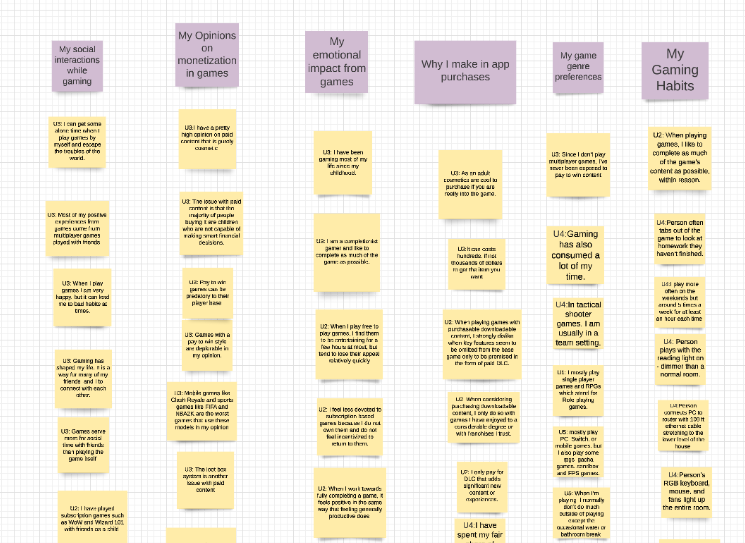 My social
interactions
while
gaming
U3: I can get some
alone time when I
play games by
myself and escape
the troubles of the
world.
U3: Most of my positive
experiences from
games come from
multiplayer games
played with friends
U3: When I play
games I am very
happy, but it can lead
me to bad habits at
times.
U3: Gaming has
shaped my life. It is a
way for many of my
friends and I to
connect with each
other.
U3: Games serve
more for social
time with friends
than playing the
game itself
U2: I have played
subscription games such
as WoW and Wizard 101
with friends as a child
My Opinions
on
monetization
in games
U3:I have a pretty
high opinion on paid
content that is purely
cosmetic
U3: The issue with paid
content is that the
majority of people
buying it are children
who are not capable of
making smart financial
decisions.
U3: Pay to win
games can be
predatory to their
player base
U3: Games with a
pay to win style
are deplorable in
my opinion.
Mobile games like
Clash Royale and sports
games like FIFA and
NBA2K are the worst
games that use these
models in my opinion
U3: The loot box
system is another
issue with paid
content
My
emotional
impact from
games
U3: I have been
gaming most of my
life since my
childhood.
U3: I am a completionist
gamer and like to
complete as much of the
game as possible.
U2: When I play free to
play games, I find them
to be entertaining for a
few hours at most, but
tend to lose their appeal
relatively quickly
U2: I feel less devoted to
subscription based
games because I do not
own them and do not
feel incentivized to
return to them.
U2: When I work towards
fully completing a game, it
feels positive in the same
way that feeling generally
productive does
Why I make in app
purchases
U3: As an adult
cosmetics are cool to
purchase if you are
really into the game.
It can costs
hundreds, if not
thousands of dollars
to get the item you
want
U2: When playing games with
purchasable downloadable
content, I strongly dislike
when key features seem to
be omitted from the base
game only to be promised in
the form of paid DLC.
U2: When considering
purchasing downloadable
content, I only do so with
games I have enjoyed to a
considerable degree or
with franchises I trust.
U2: I only pay for
DLC that adds
significant new
content or
experiences.
U4:I have
spent my fair
My game
genre
preferences
U3: Since I don't play
multiplayer games, I've
never been exposed to
pay to win content
U4:Gaming
has also
consumed a
lot of my
time.
U4:In tactical
shooter
games, I am
usually in a
team setting.
U1: I mostly play
single player
games and RPGs
which stand for
Role playing
games.
U5: mostly play
PC, Switch, or
mobile games, but
I also play some
rpgs, gacha
games, sandbox
and FPS games.
When I'm
playing, I normally
don't do much
outside of playing
except the
occasional water or
bathroom break
My
Gaming
Habits
U2: When playing
games, I like to
complete as much
of the game's
content as possible,
within reason.
U4:Person often
tabs out of the
game to look at
homework they
haven't finished.
U4:I play more
often on the
weekends but
around 5 times a
week for at least
an hour each time
U4: Person
plays with the
reading light on
- dimmer than a
normal room.
U4:Person
connects PC to
router with 100 ft
ethernet cable
stretching to the
lower level of the
house
U4:Person's
RGB keyboard,
mouse, and
fans light up
the entire room.